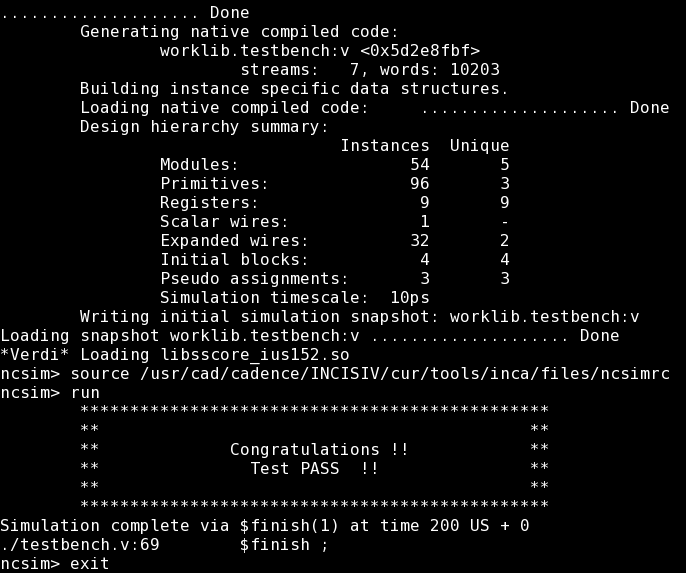 .................... Done
        Generating native compiled code:
                worklib.testbench:v <0x5d2e8fbf>
                        streams:   7, words: 10203
        Building instance specific data structures.
        Loading native compiled code:     .................... Done
        Design hierarchy summary:
                                  Instances  Unique
                Modules:                 54       5
                Primitives:              96       3
                Registers:                9       9
                Scalar wires:             1       -
                Expanded wires:          32       2
                Initial blocks:           4       4
                Pseudo assignments:       3       3
                Simulation timescale:  10ps
        Writing initial simulation snapshot: worklib.testbench:v
Loading snapshot worklib.testbench:v .................... Done
*Verdi* Loading libsscore_ius152.so
ncsim> source /usr/cad/cadence/INCISIV/cur/tools/inca/files/ncsimrc
ncsim> run
        ***********************************************
        **                                           **
        **             Congratulations !!            **
        **               Test PASS  !!               **
        **                                           **
        ***********************************************
Simulation complete via $finish(1) at time 200 US + 0
./testbench.v:69        $finish ;
ncsim> exit